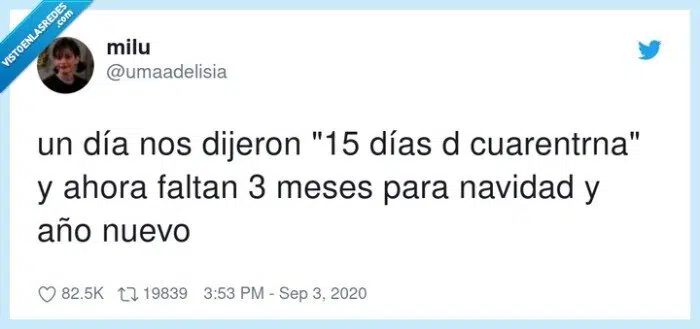 VISTOENLASREDES
.com
milu
@umaadelisia
un día nos dijeron "15 días d cuarentrna"
y ahora faltan 3 meses para navidad y
año nuevo
82.5K 19839 3:53 PM - Sep 3, 2020